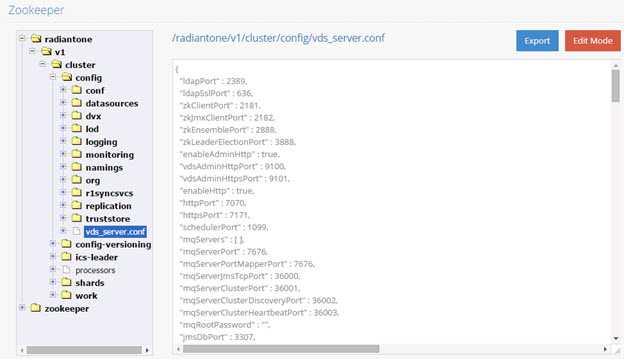 Zookeeper
radiantone
v1
cluster
config
conf
datasources
dvx
lod
logging
monitoring
namings
org
r1syncsvcs
replication
truststore
vds_server.conf
config-versioning
ics-leader
processors
shards
work
zookeeper
/radiantone/v1/cluster/config/vds_server.conf
Export
Edit Mode
{
"ldapPort" : 2389,
"ldapSslPort" : 636,
"zkClientPort" : 2181,
"zkJmxClientPort" : 2182,
"zkEnsemblePort" : 2888,
"zkLeaderElectionPort" : 3888,
"enableAdminHttp" : true,
"vdsAdminHttpPort" : 9100,
"vdsAdminHttpsPort" : 9101,
"enableHttp" : true,
"httpPort" : 7070,
"httpsPort" : 7171,
"schedulerPort" : 1099,
"mqServers" : [ ],
"mqServerPort" : 7676,
"mqServerPortMapperPort" : 7676,
"mqServerJmsTcpPort" : 36000,
"mqServerClusterPort" : 36001,
"mqServerClusterDiscoveryPort" : 36002,
"mqServerClusterHeartbeatPort" : 36003,
"mqRootPassword" : "",
"jmsDbPort" : 3307,